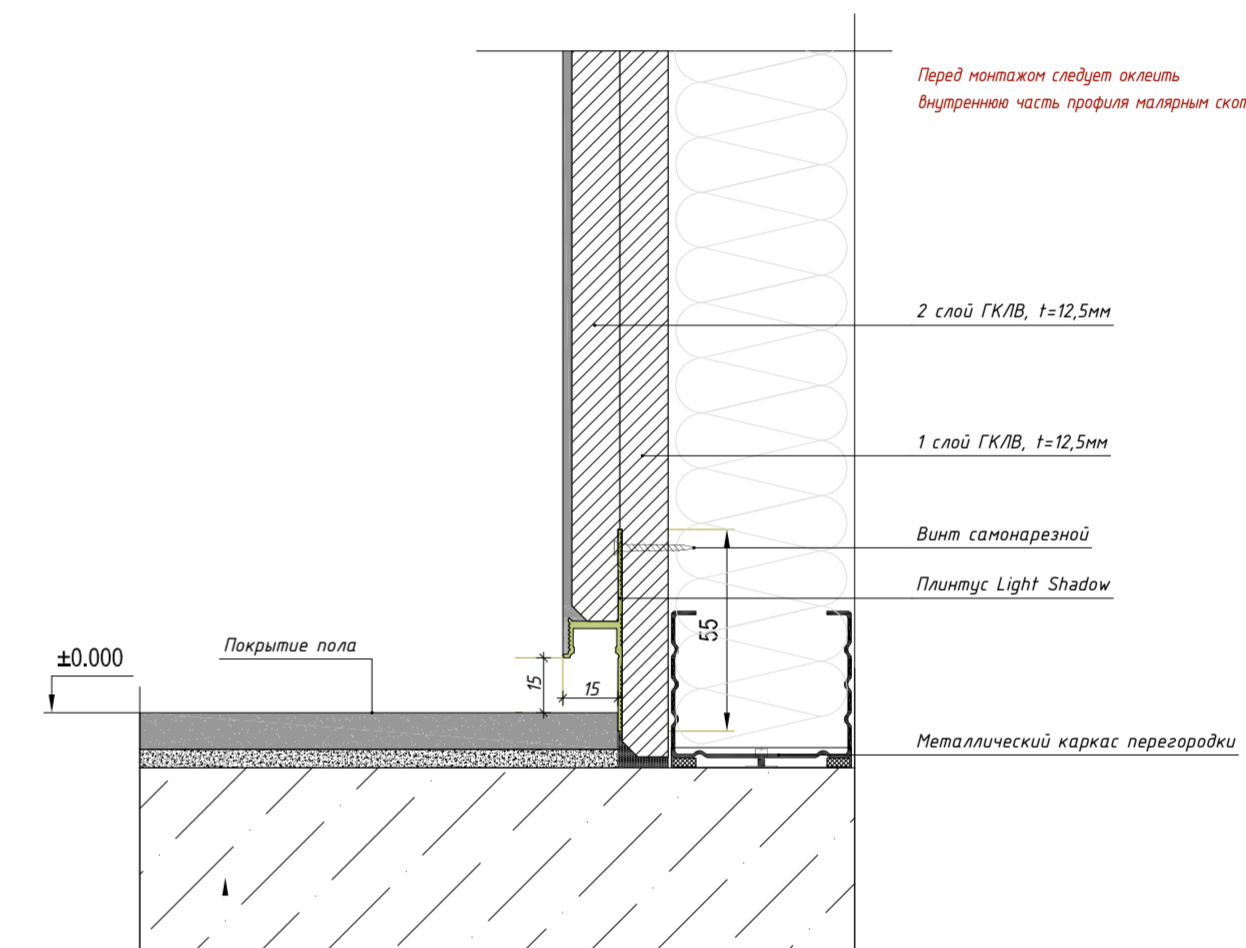 Перед монтажом следует оклеить
внутреннюю часть профиля малярным
2 слой ГКЛВ, t=12,5мм
1 слой ГКЛВ, t=12,5мм
Винт самонарезной
Плинтус Light Shadow
55
Покрытие пола
±0.000
15
15
Металлический каркас перегородки